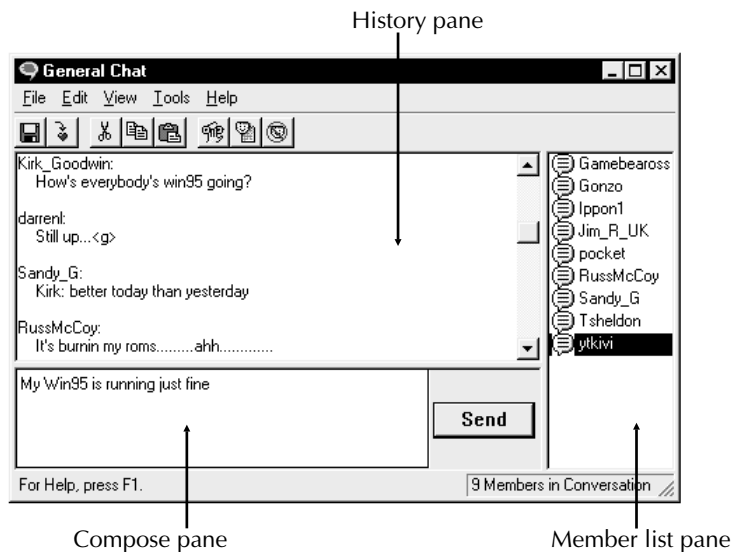 History pane
General Chat
File Edit View Tools Help
Kirk_Goodwin:
How's everybody's win95 going?
darrenl:
Still up...<g>
Sandy_G:
Kirk: better today than yesterday
RussMcCoy:
It's burnin my roms.........ahh.............
Gamebeaross
Gonzo
Ippon1
Jim_R_UK
pocket
RussMcCoy
Sandy_G
Tsheldon
ytkivi
My Win95 is running just fine
Send
For Help, press F1.
9 Members in Conversation
Compose pane
Member list pane